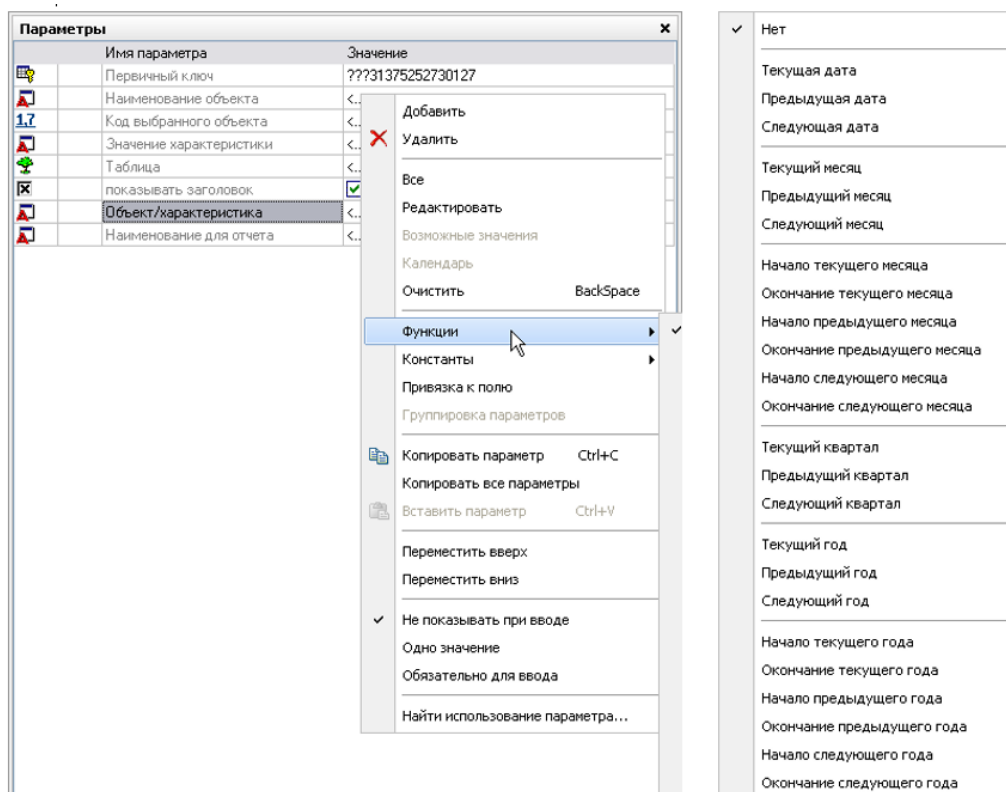 Параметры
Имя параметра Значение
Первичный ключ ???31375252730127
Наименование объекта <..
1,7 Код выбранного объекта <..
Значение характеристики <..
Таблица <..
показывать заголовок
Объект/характеристика <..
Наименование для отчета <..
Добавить
Удалить
Все
Редактировать
Возможные значения
Календарь
Очистить BackSpace
Функции
Константы
Привязка к полю
Группировка параметров
Копировать параметр Ctrl+C
Копировать все параметры
Вставить параметр Ctrl+V
Переместить вверх
Переместить вниз
Не показывать при вводе
Одно значение
Обязательно для ввода
Найти использование параметра...
Нет
Текущая дата
Предыдущая дата
Следующая дата
Текущий месяц
Предыдущий месяц
Следующий месяц
Начало текущего месяца
Окончание текущего месяца
Начало предыдущего месяца
Окончание предыдущего месяца
Начало следующего месяца
Окончание следующего месяца
Текущий квартал
Предыдущий квартал
Следующий квартал
Текущий год
Предыдущий год
Следующий год
Начало текущего года
Окончание текущего года
Начало предыдущего года
Окончание предыдущего года
Начало следующего года
Окончание следующего года